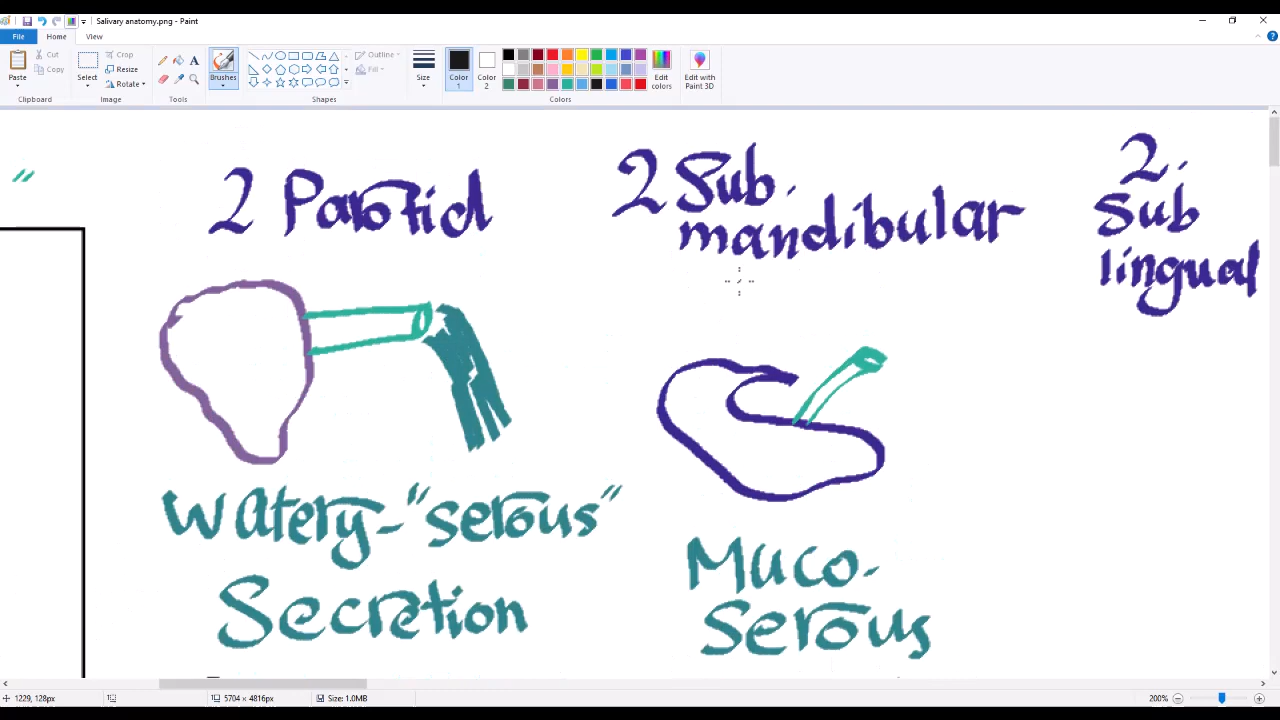 Salivary anatomy.png - Paint
File Home View
Paste
Cut
Copy
Clipboard
Select
Crop
Resize
Rotate
Image
Tools
Brushes
Shapes
Outline
Fill
Size
Color 1
Color 2
Colors
Edit colors
Edit with Paint 3D
"
2 Parotid
2 Sub.
mandibular
2.
Sub
lingual
Watery-"serous"
Secretion
Muco-
Serous
1229, 128px
5704 × 4816px
Size: 1.0MB
200%